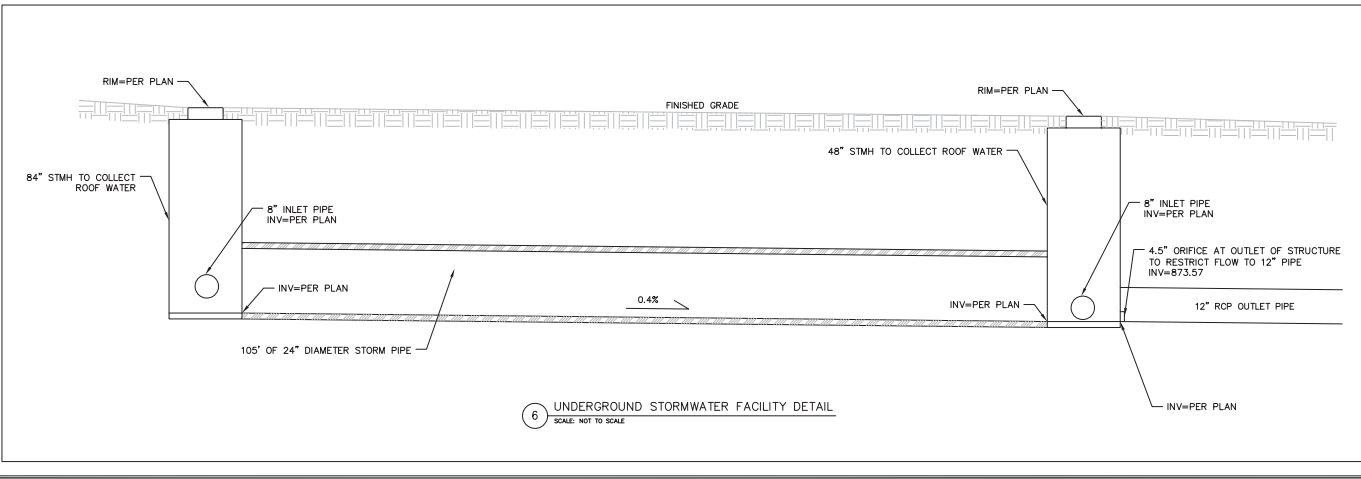 RIM=PER PLAN
FINISHED GRADE
RIM=PER PLAN
84" STMH TO COLLECT
ROOF WATER
8" INLET PIPE
INV=PER PLAN
INV=PER PLAN
105' OF 24" DIAMETER STORM PIPE
0.4%
48" STMH TO COLLECT ROOF WATER
INV=PER PLAN
8" INLET PIPE
INV=PER PLAN
4.5" ORIFICE AT OUTLET OF STRUCTURE
TO RESTRICT FLOW TO 12" PIPE
INV=873.57
12" RCP OUTLET PIPE
INV=PER PLAN
6 UNDERGROUND STORMWATER FACILITY DETAIL
SCALE: NOT TO SCALE